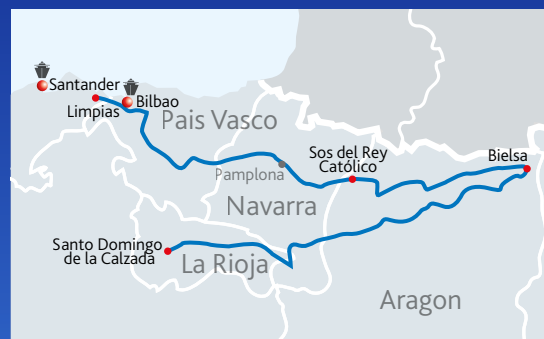 Santander
Limpias
Bilbao
Pais Vasco
Sos del Rey
Católico
Bielsa
Pamplona
Navarra
Santo Domingo
de la Calzada
La Rioja
Aragon